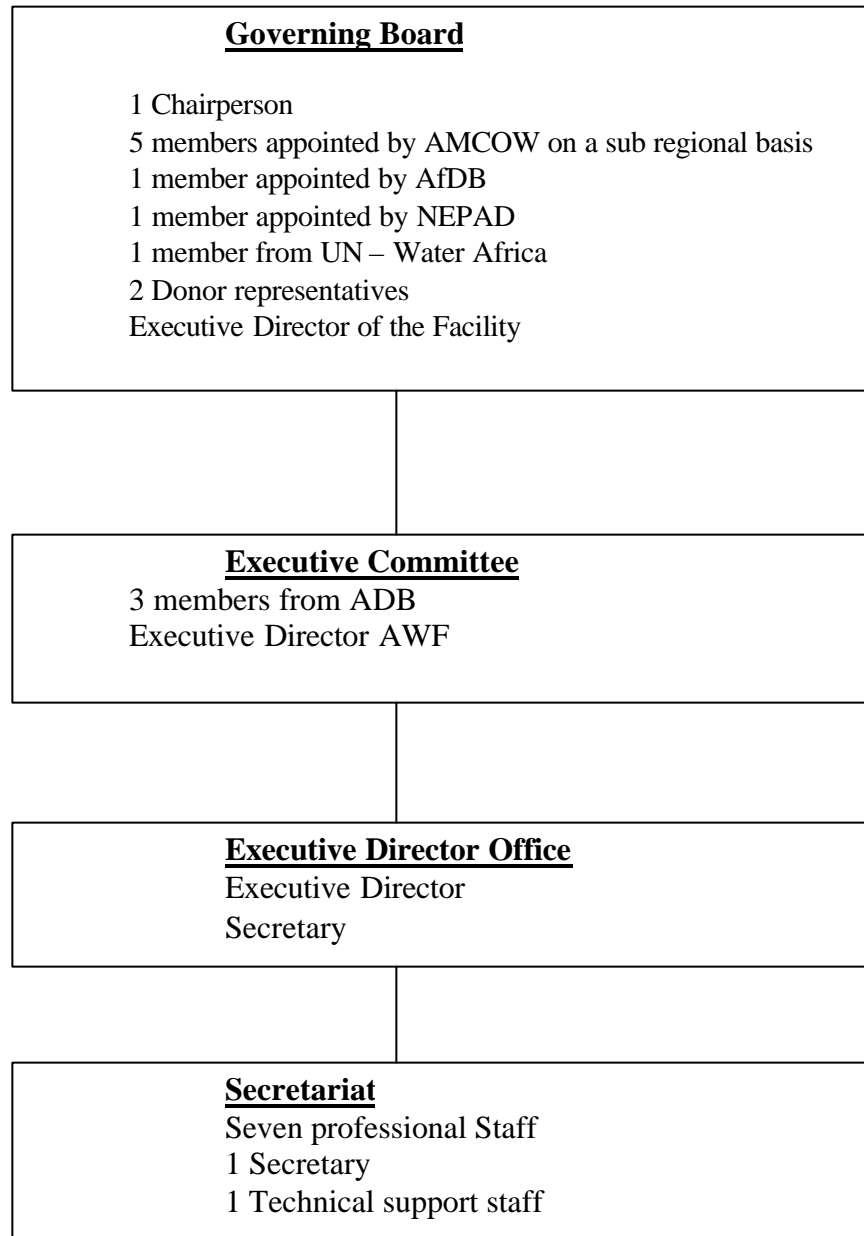 Governing Board
1 Chairperson
5 members appointed by AMCOW on a sub regional basis
1 member appointed by AfDB
1 member appointed by NEPAD
1 member from UN – Water Africa
2 Donor representatives
Executive Director of the Facility
Executive Committee
3 members from ADB
Executive Director AWF
Executive Director Office
Executive Director
Secretary
Secretariat
Seven professional Staff
1 Secretary
1 Technical support staff